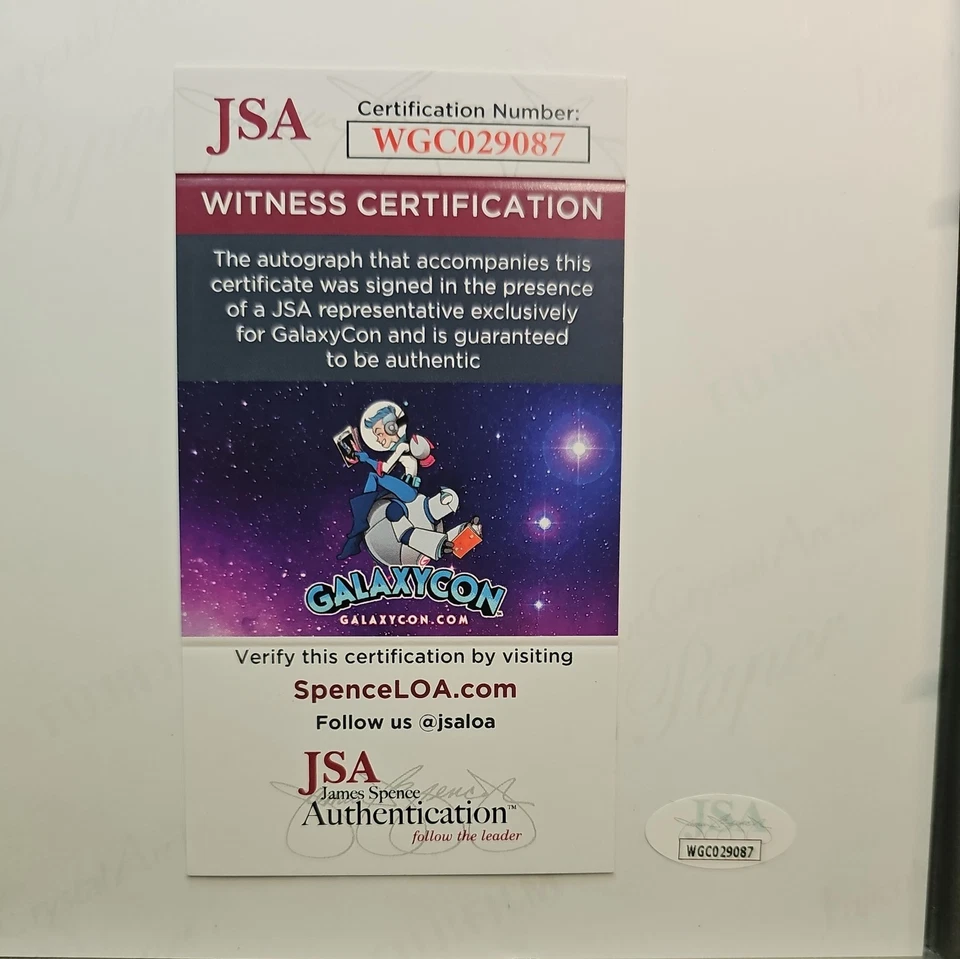 JSA
Certification Number:
WGC029087
WITNESS CERTIFICATION
The autograph that accompanies this
certificate was signed in the presence
of a JSA representative exclusively
for GalaxyCon and is guaranteed
to be authentic
GALAXYCON™
GALAXYCON.COM
Verify this certification by visiting
SpenceLOA.com
Follow us @jsaloa
JSA
James Spence
Authentication™
follow the leader
JSA
WGC029087